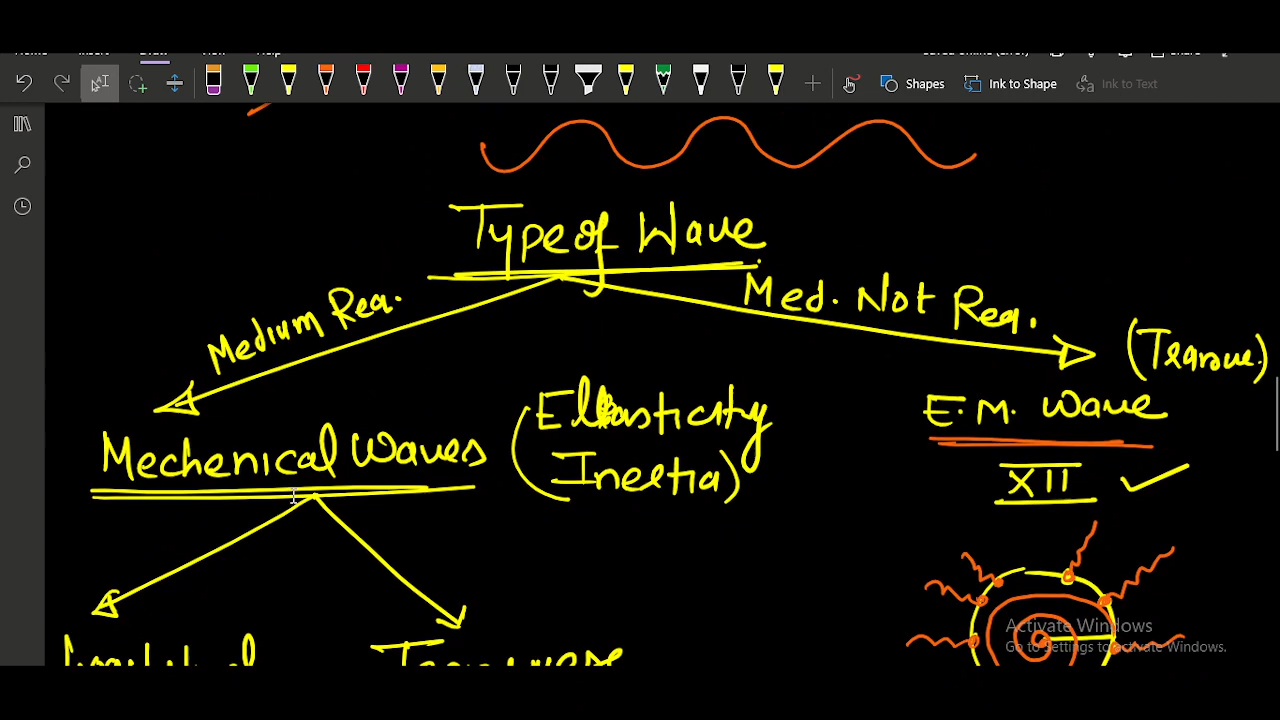 Shapes
Ink to Shape
Ink to Text
Type of Wave
Medium Req.
Med. Not Req.
(Transve.)
E.M. Wave
Mechenical Waves
(Elasticity
Inertia)
XII
Transverse
Activate Windows
Go to Settings to activate Windows.